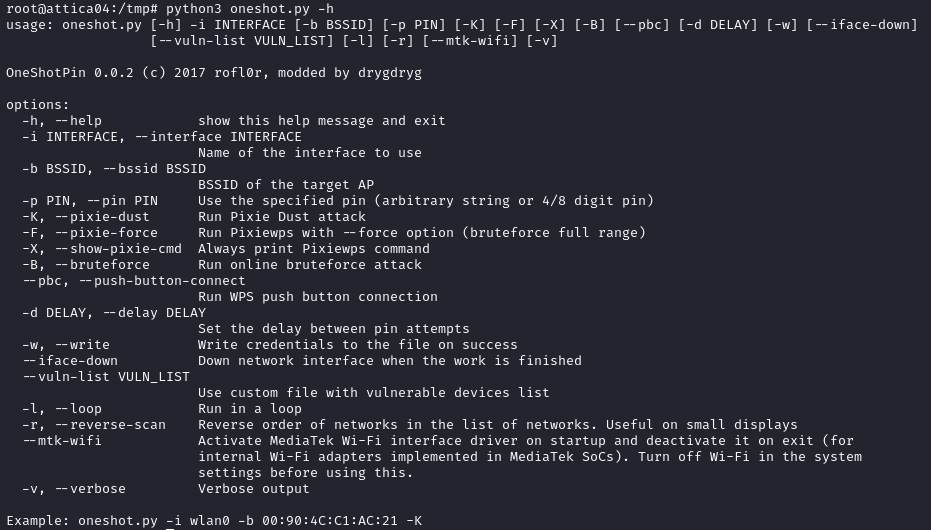 root@attica04:/tmp# python3 oneshot.py -h
usage: oneshot.py [-h] -i INTERFACE [-b BSSID] [-p PIN] [-K] [-F] [-X] [-B] [--pbc] [-d DELAY] [-w] [--iface-down]
[--vuln-list VULN_LIST] [-l] [-r] [--mtk-wifi] [-v]
OneShotPin 0.0.2 (c) 2017 rofl0r, modded by drygdryg
options:
-h, --help show this help message and exit
-i INTERFACE, --interface INTERFACE
Name of the interface to use
-b BSSID, --bssid BSSID
BSSID of the target AP
-p PIN, --pin PIN Use the specified pin (arbitrary string or 4/8 digit pin)
-K, --pixie-dust Run Pixie Dust attack
-F, --pixie-force Run Pixiewps with --force option (bruteforce full range)
-X, --show-pixie-cmd Always print Pixiewps command
-B, --bruteforce Run online bruteforce attack
--pbc, --push-button-connect
Run WPS push button connection
-d DELAY, --delay DELAY
Set the delay between pin attempts
-w, --write Write credentials to the file on success
--iface-down Down network interface when the work is finished
--vuln-list VULN_LIST
Use custom file with vulnerable devices list
-l, --loop Run in a loop
-r, --reverse-scan Reverse order of networks in the list of networks. Useful on small displays
--mtk-wifi Activate MediaTek Wi-Fi interface driver on startup and deactivate it on exit (for
internal Wi-Fi adapters implemented in MediaTek SoCs). Turn off Wi-Fi in the system
settings before using this.
-v, --verbose Verbose output
Example: oneshot.py -i wlan0 -b 00:90:4C:C1:AC:21 -K